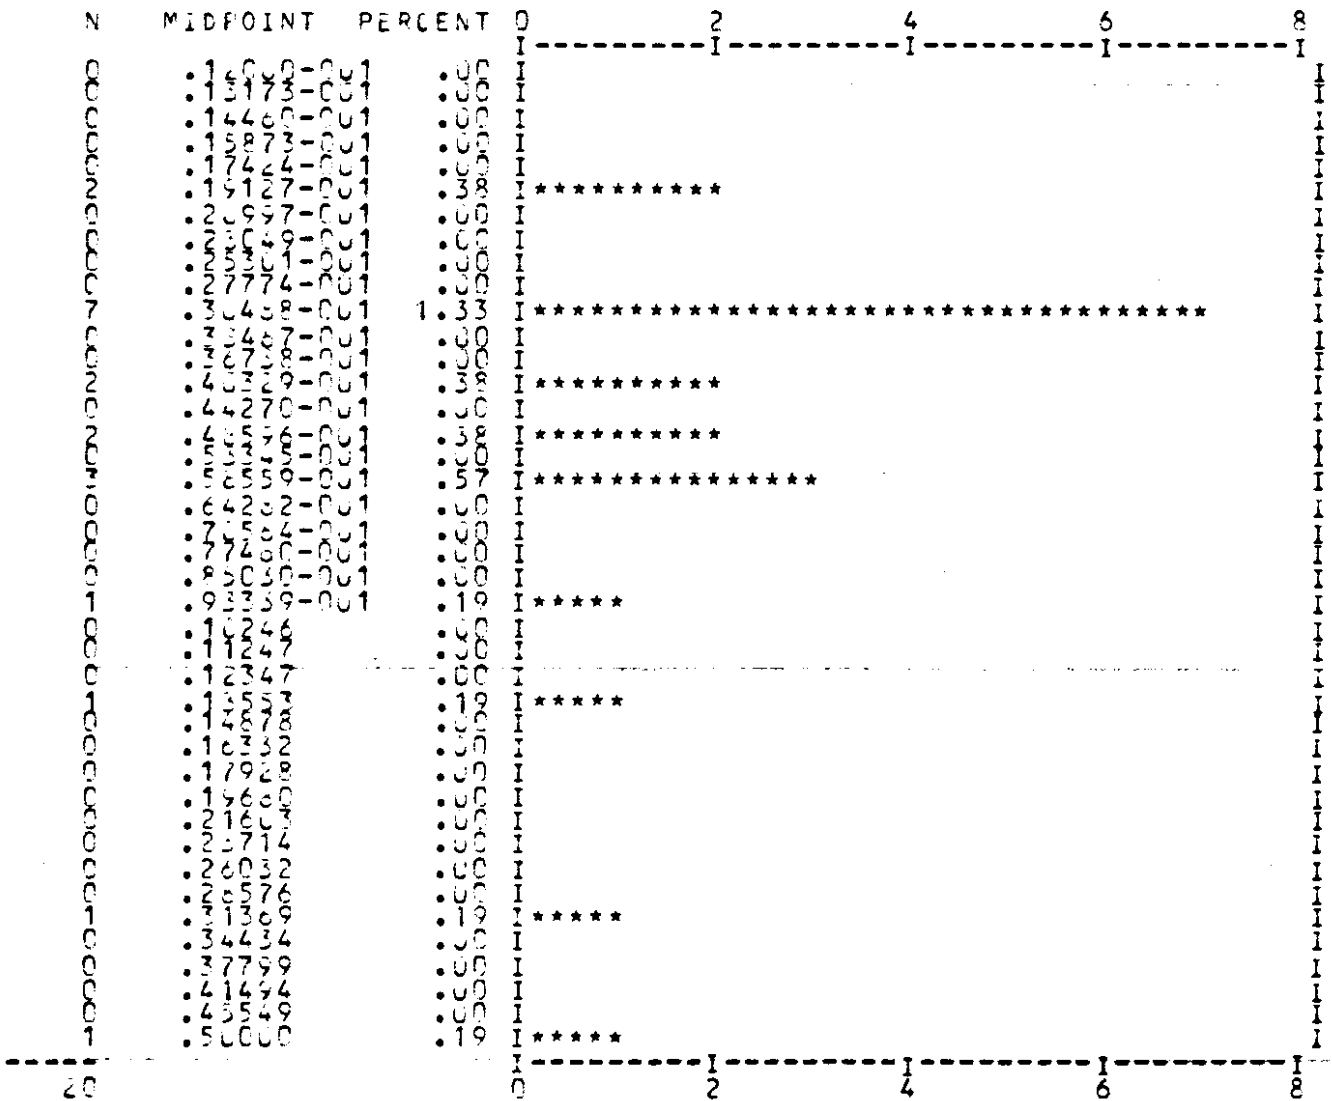 N MIDPOINT PERCENT 0 2 4 6 8
I---------I---------I---------I---------I
0 .12000-001 .00 I I
0 .13173-001 .00 I I
0 .14460-001 .00 I I
0 .15873-001 .00 I I
0 .17424-001 .00 I I
2 .19127-001 .38 I********** I
0 .20997-001 .00 I I
0 .23049-001 .00 I I
0 .25301-001 .00 I I
0 .27774-001 .00 I I
7 .30488-001 1.33 I*********************************** I
0 .33467-001 .00 I I
0 .36738-001 .00 I I
2 .40329-001 .38 I********** I
0 .44270-001 .00 I I
2 .48596-001 .38 I********** I
0 .53345-001 .00 I I
3 .58559-001 .57 I*************** I
0 .64282-001 .00 I I
0 .70564-001 .00 I I
0 .77460-001 .00 I I
0 .85030-001 .00 I I
1 .93339-001 .19 I***** I
0 .10246 .00 I I
0 .11247 .00 I I
0 .12347 .00 I I
1 .13553 .19 I***** I
0 .14878 .00 I I
0 .16332 .00 I I
0 .17928 .00 I I
0 .19680 .00 I I
0 .21603 .00 I I
0 .23714 .00 I I
0 .26032 .00 I I
0 .28576 .00 I I
1 .31369 .19 I***** I
0 .34434 .00 I I
0 .37799 .00 I I
0 .41494 .00 I I
0 .45549 .00 I I
1 .50000 .19 I***** I
----- I---------I---------I---------I---------I
20 0 2 4 6 8